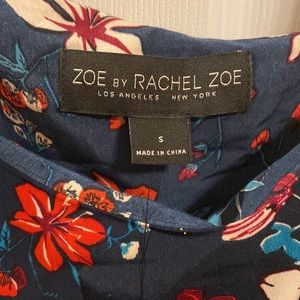 ZOE BY RACHEL ZOE
LOS ANGELES NEW YORK
S
MADE IN CHINA